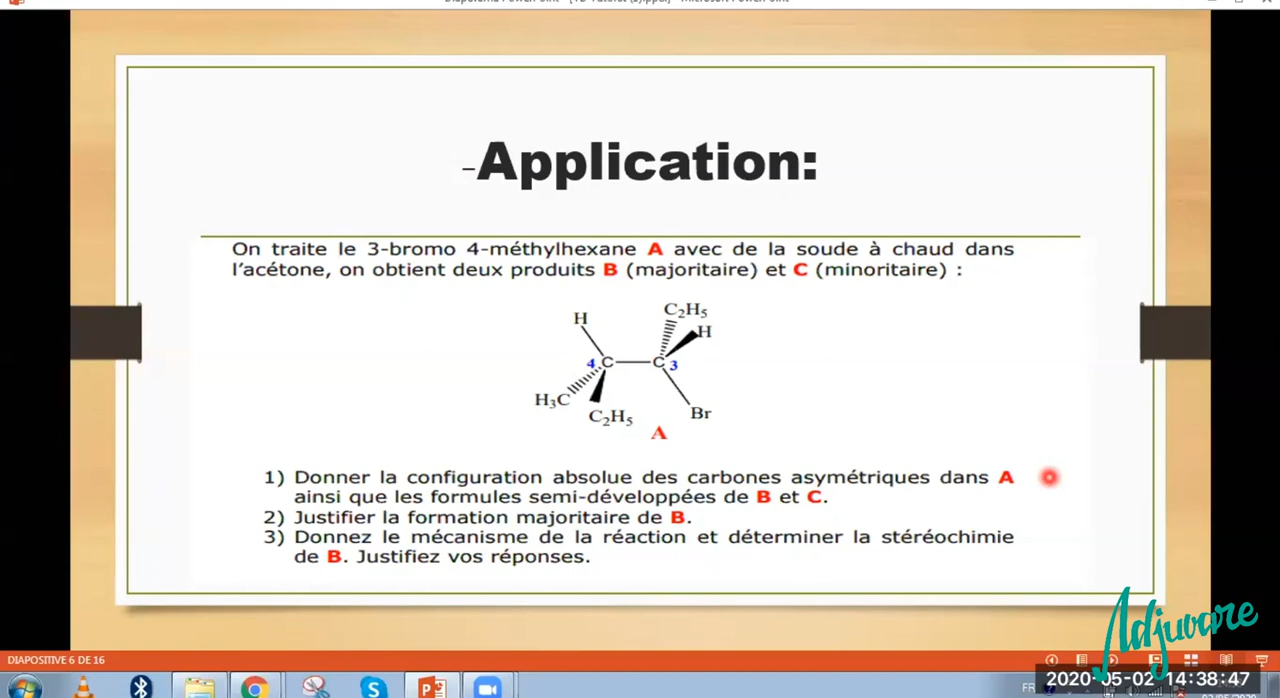 -Application:
On traite le 3-bromo 4-méthylhexane A avec de la soude à chaud dans
l'acétone, on obtient deux produits B (majoritaire) et C (minoritaire) :
C₂H₅
H
H
4 C C 3
H₃C
C₂H₅
Br
A
1) Donner la configuration absolue des carbones asymétriques dans A
ainsi que les formules semi-développées de B et C.
2) Justifier la formation majoritaire de B.
3) Donnez le mécanisme de la réaction et déterminer la stéréochimie
de B. Justifiez vos réponses.
Adjuvare
DIAPOSITIVE 6 DE 16
FR
2020-05-02 14:38:47